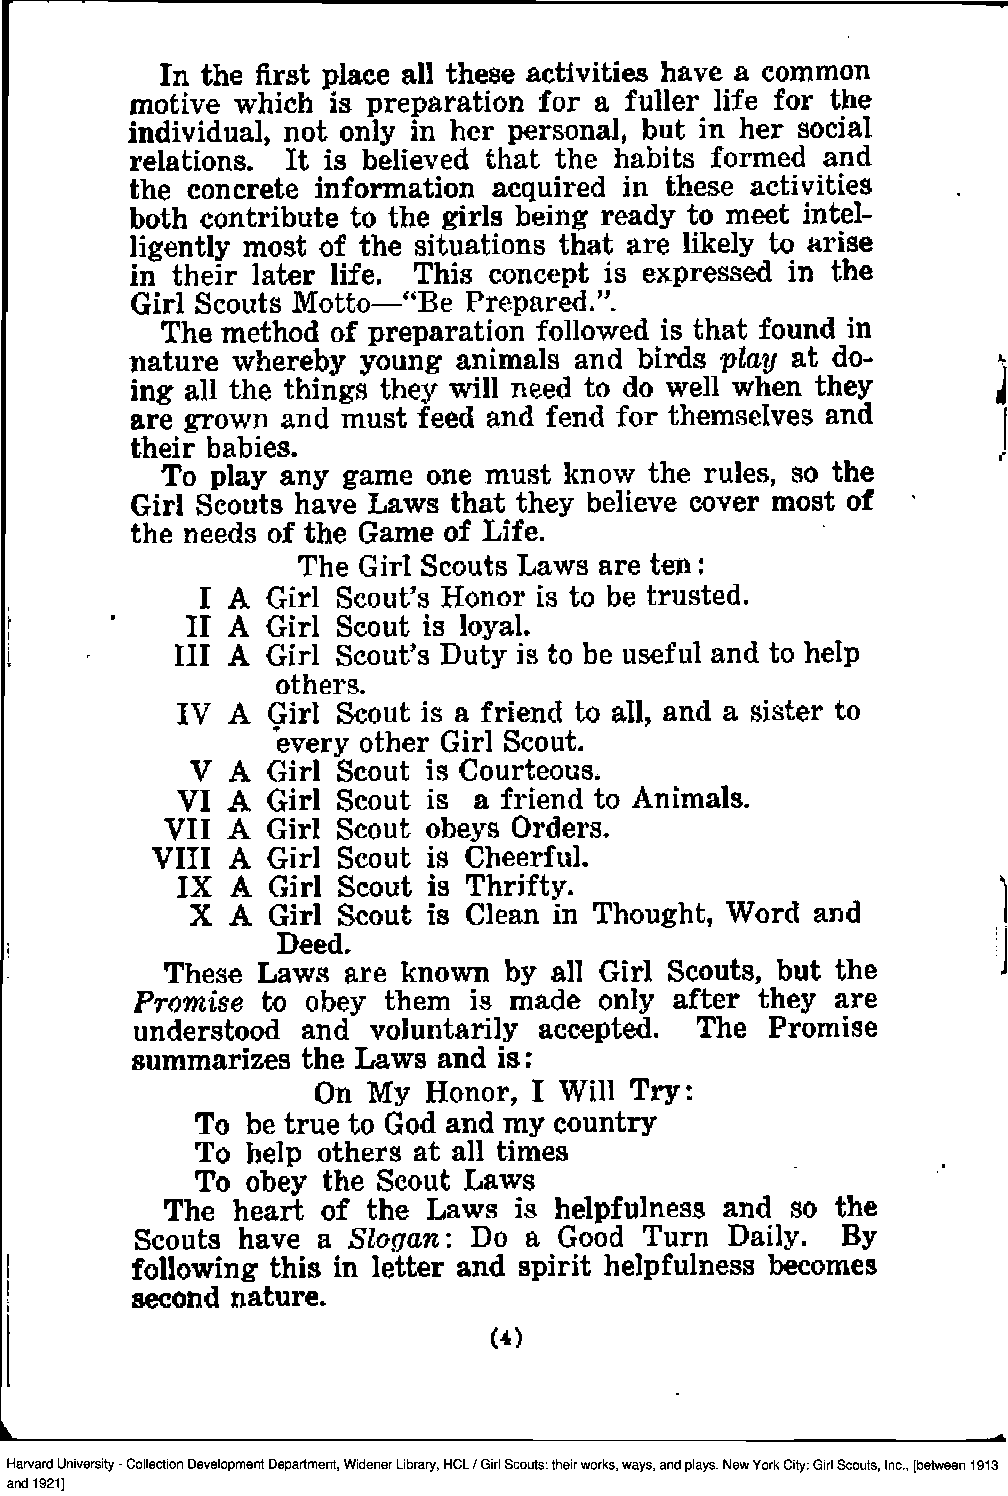 In the first place all these activities have a common
motive which is preparation for a fuller life for the
individual, not only in her personal, but in her social
relations. It is believed that the habits formed and
the concrete information acquired in these activities
both contribute to the girls being ready to meet intel-
ligently most of the situations that are likely to arise
in their later life. This concept is expressed in the
Girl Scouts Motto—“Be Prepared.”.
The method of preparation followed is that found in
nature whereby young animals and birds play at do-
ing all the things they will need to do well when they
are grown and must feed and fend for themselves and
their babies.
To play any game one must know the rules, so the
Girl Scouts have Laws that they believe cover most of
the needs of the Game of Life.
The Girl Scouts Laws are ten:
I A Girl Scout's Honor is to be trusted.
II A Girl Scout is loyal.
III A Girl Scout's Duty is to be useful and to help
others.
IV A Girl Scout is a friend to all, and a sister to
every other Girl Scout.
V A Girl Scout is Courteous.
VI A Girl Scout is a friend to Animals.
VII A Girl Scout obeys Orders.
VIII A Girl Scout is Cheerful.
IX A Girl Scout is Thrifty.
X A Girl Scout is Clean in Thought, Word and
Deed.
These Laws are known by all Girl Scouts, but the
Promise to obey them is made only after they are
understood and voluntarily accepted. The Promise
summarizes the Laws and is:
On My Honor, I Will Try:
To be true to God and my country
To help others at all times
To obey the Scout Laws
The heart of the Laws is helpfulness and so the
Scouts have a Slogan: Do a Good Turn Daily. By
following this in letter and spirit helpfulness becomes
second nature.
(4)
Harvard University - Collection Development Department, Widener Library, HCL / Girl Scouts: their works, ways, and plays. New York City: Girl Scouts, Inc., [between 1913
and 1921]